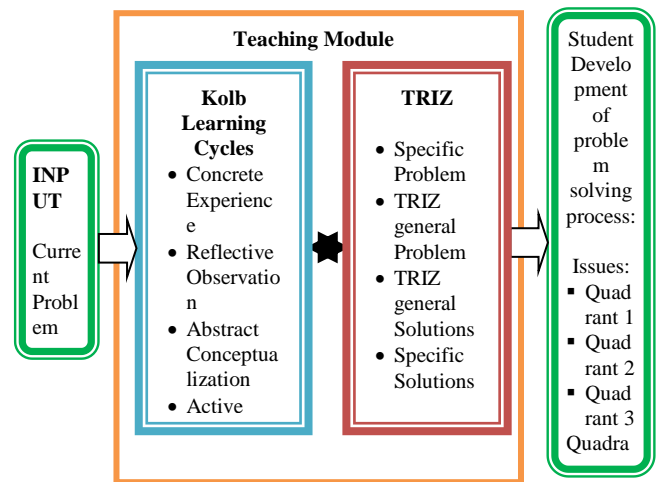 Teaching Module
INP
UT
Curre
nt
Probl
em
Kolb
Learning
Cycles
• Concrete
Experienc
e
• Reflective
Observatio
n
• Abstract
Conceptua
lization
• Active
TRIZ
• Specific
Problem
• TRIZ
general
Problem
• TRIZ
general
Solutions
• Specific
Solutions
Student
Develo
pment
of
proble
m
solving
process:
Issues:
▪ Quad
rant 1
▪ Quad
rant 2
▪ Quad
rant 3
Quadra